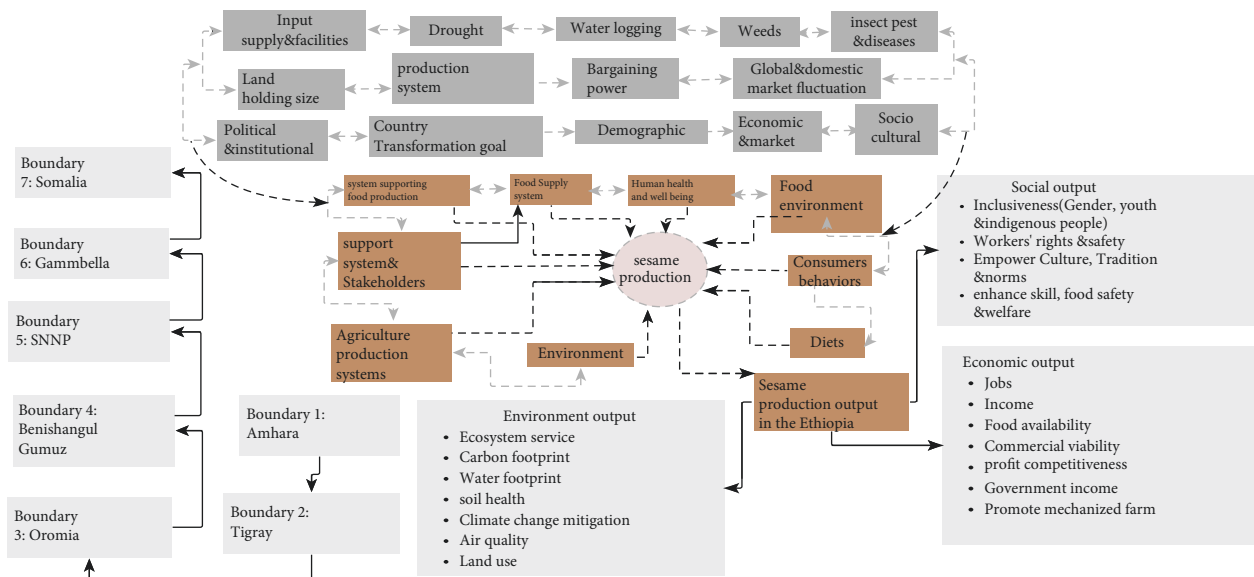 Input
supply&facilities
Drought
Water logging
Weeds
insect pest
&diseases
Land
holding size
production
system
Bargaining
power
Global&domestic
market fluctuation
Political
&institutional
Country
Transformation goal
Demographic
Economic
&market
Socio
cultural
Boundary
7: Somalia
Boundary
6: Gammbella
Boundary
5: SNNP
Boundary 4:
Benishangul
Gumuz
Boundary
3: Oromia
Boundary 1:
Amhara
Boundary 2:
Tigray
system supporting
food production
Food Supply
system
Human health
and well being
Food
environment
support
system&
Stakeholders
sesame
production
Consumers
behaviors
Agriculture
production
systems
Environment
Diets
Sesame
production output
in the Ethiopia
Social output
• Inclusiveness(Gender, youth
&indigenous people)
• Workers' rights &safety
• Empower Culture, Tradition
&norms
• enhance skill, food safety
&welfare
Economic output
• Jobs
• Income
• Food availability
• Commercial viability
• profit competitiveness
• Government income
• Promote mechanized farm
Environment output
• Ecosystem service
• Carbon footprint
• Water footprint
• soil health
• Climate change mitigation
• Air quality
• Land use